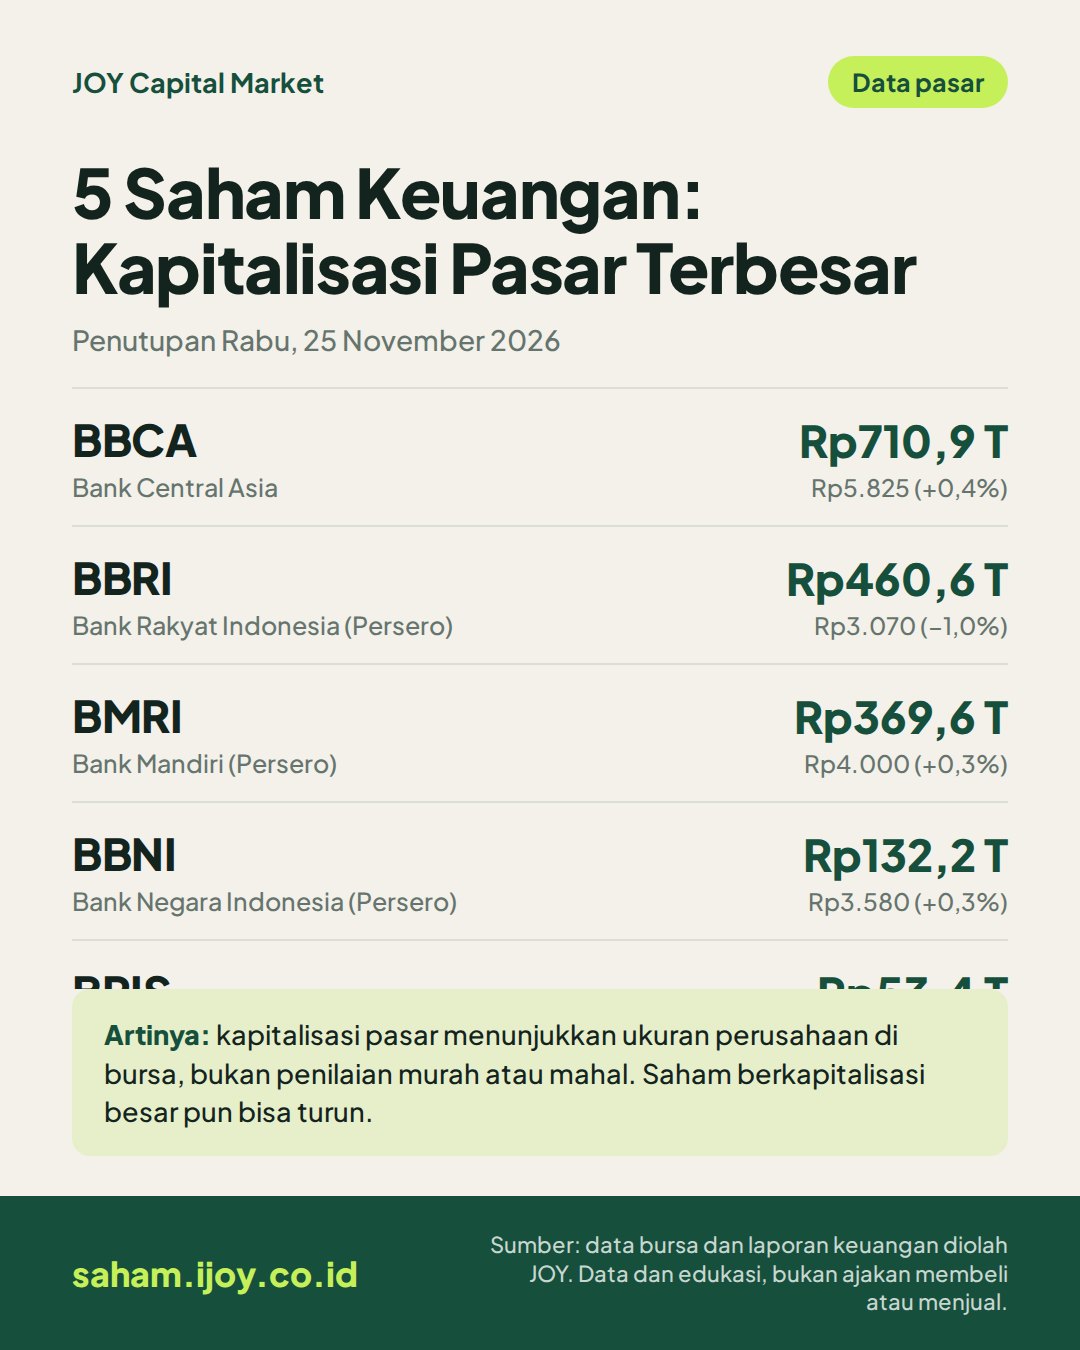 JOY Capital Market
Data pasar
5 Saham Keuangan:
Kapitalisasi Pasar Terbesar
Penutupan Rabu, 25 November 2026
BBCA
Rp710,9 T
Bank Central Asia
Rp5.825 (+0,4%)
BBRI
Rp460,6 T
Bank Rakyat Indonesia (Persero)
Rp3.070 (−1,0%)
BMRI
Rp369,6 T
Bank Mandiri (Persero)
Rp4.000 (+0,3%)
BBNI
Rp132,2 T
Bank Negara Indonesia (Persero)
Rp3.580 (+0,3%)
Artinya: kapitalisasi pasar menunjukkan ukuran perusahaan di
bursa, bukan penilaian murah atau mahal. Saham berkapitalisasi
besar pun bisa turun.
saham.ijoy.co.id
Sumber: data bursa dan laporan keuangan diolah
JOY. Data dan edukasi, bukan ajakan membeli
atau menjual.